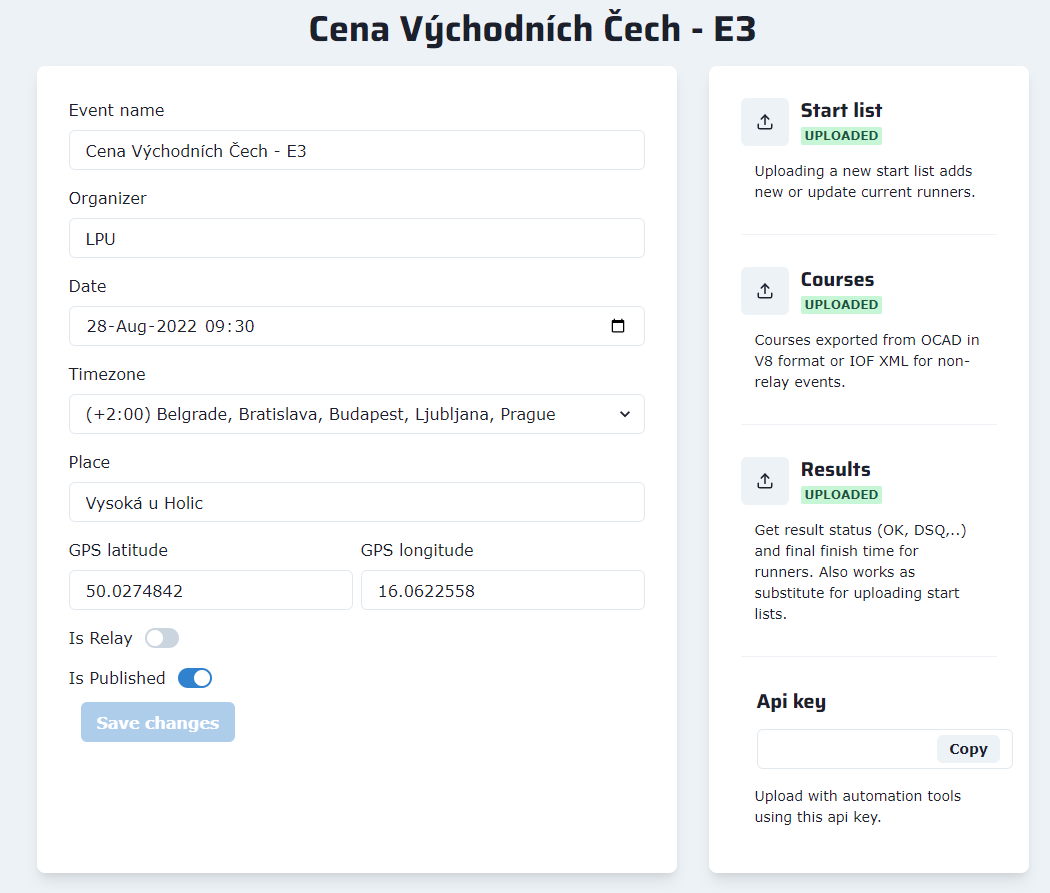 Cena Východních Čech - E3
Event name
Cena Východních Čech - E3
Organizer
LPU
Date
28-Aug-2022 09:30
Timezone
(+2:00) Belgrade, Bratislava, Budapest, Ljubljana, Prague
Place
Vysoká u Holic
GPS latitude
GPS longitude
50.0274842
16.0622558
Is Relay
Is Published
Save changes
Start list
UPLOADED
Uploading a new start list adds
new or update current runners.
Courses
UPLOADED
Courses exported from OCAD in
V8 format or IOF XML for non-
relay events.
Results
UPLOADED
Get result status (OK, DSQ,..)
and final finish time for
runners. Also works as
substitute for uploading start
lists.
Api key
Copy
Upload with automation tools
using this api key.